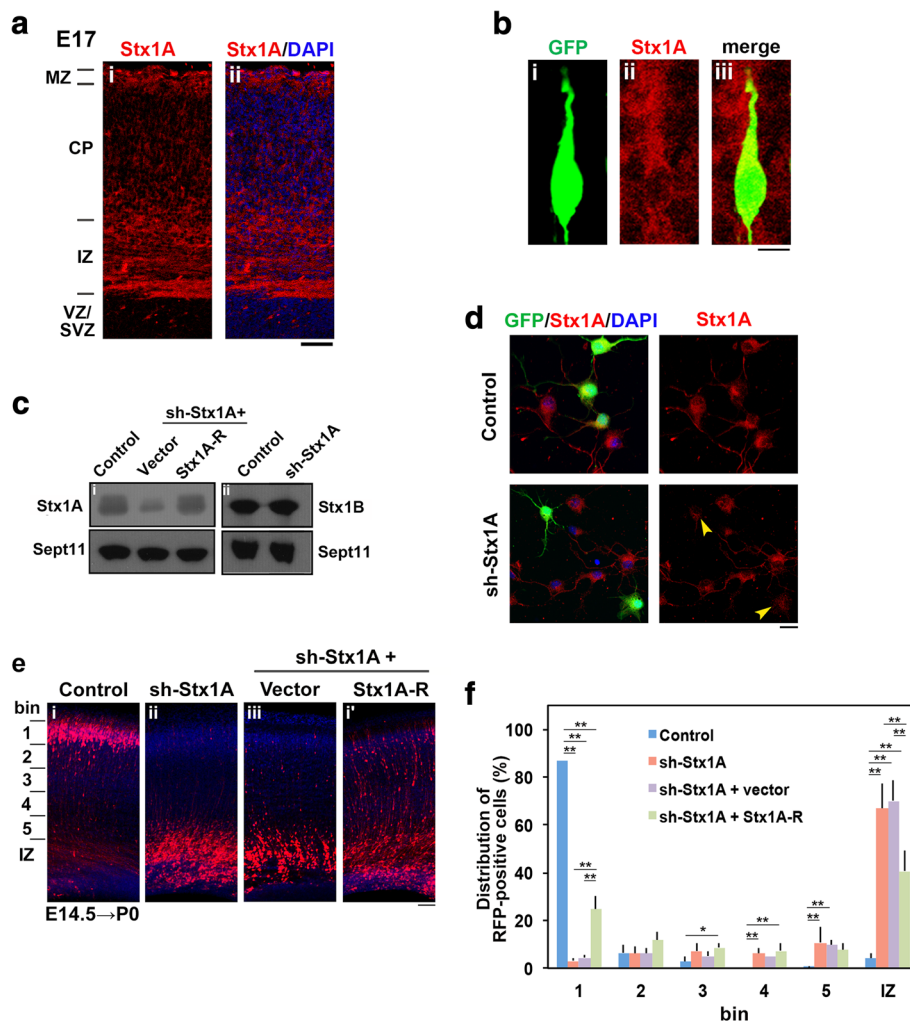 a
E17
Stx1A
Stx1A/DAPI
i
ii
MZ
CP
IZ
VZ/
SVZ
b
GFP
Stx1A
merge
i
ii
iii
c
sh-Stx1A+
Control
Vector
Stx1A-R
Control
sh-Stx1A
i
ii
Stx1A
Stx1B
Sept11
Sept11
d
GFP/Stx1A/DAPI
Stx1A
Control
sh-Stx1A
e
sh-Stx1A +
Control
sh-Stx1A
Vector
Stx1A-R
bin
i
ii
iii
i'
1
2
3
4
5
IZ
E14.5→P0
f
Distribution of
RFP-positive cells (%)
100
80
60
40
20
0
Control
sh-Stx1A
sh-Stx1A + vector
sh-Stx1A + Stx1A-R
**
**
**
**
**
*
**
**
**
**
**
**
**
**
**
1
2
3
4
5
IZ
bin